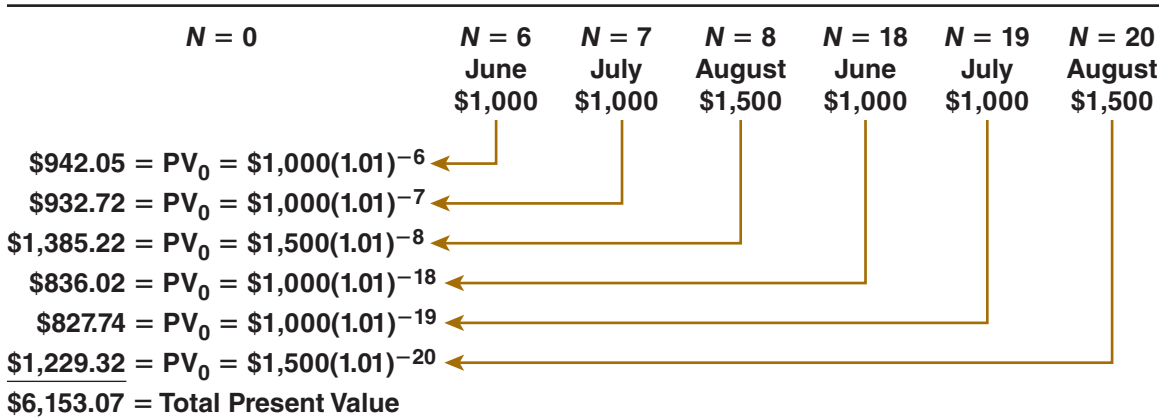 N = 0 N = 6 N = 7 N = 8 N = 18 N = 19 N = 20
June July August June July August
$1,000 $1,000 $1,500 $1,000 $1,000 $1,500
$942.05 = PV₀ = $1,000(1.01)⁻⁶
$932.72 = PV₀ = $1,000(1.01)⁻⁷
$1,385.22 = PV₀ = $1,500(1.01)⁻⁸
$836.02 = PV₀ = $1,000(1.01)⁻¹⁸
$827.74 = PV₀ = $1,000(1.01)⁻¹⁹
$1,229.32 = PV₀ = $1,500(1.01)⁻²⁰
$6,153.07 = Total Present Value